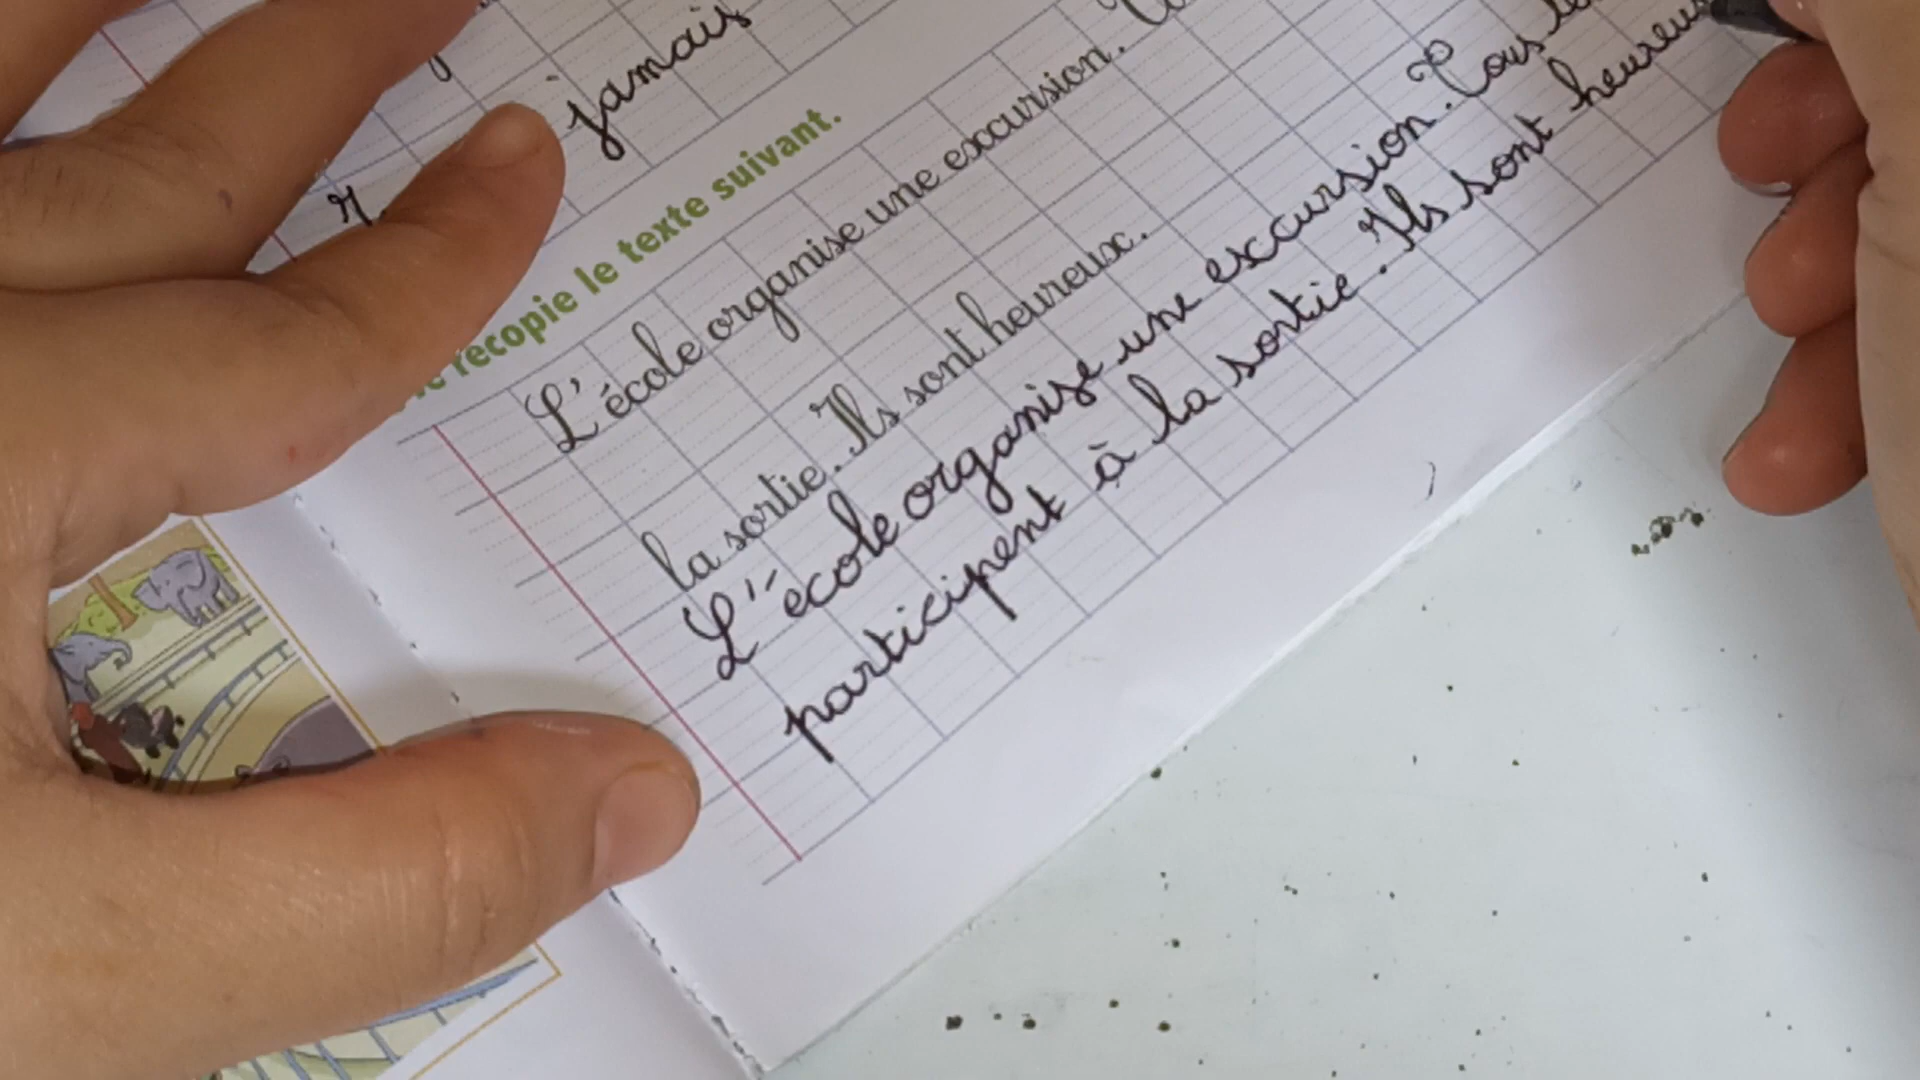 jamais
r.
recopie le texte suivant.
L'école organise une excursion.
la sortie. Ils sont heureux.
L'école organise une excursion. Tous
participent à la sortie. Ils sont heureux